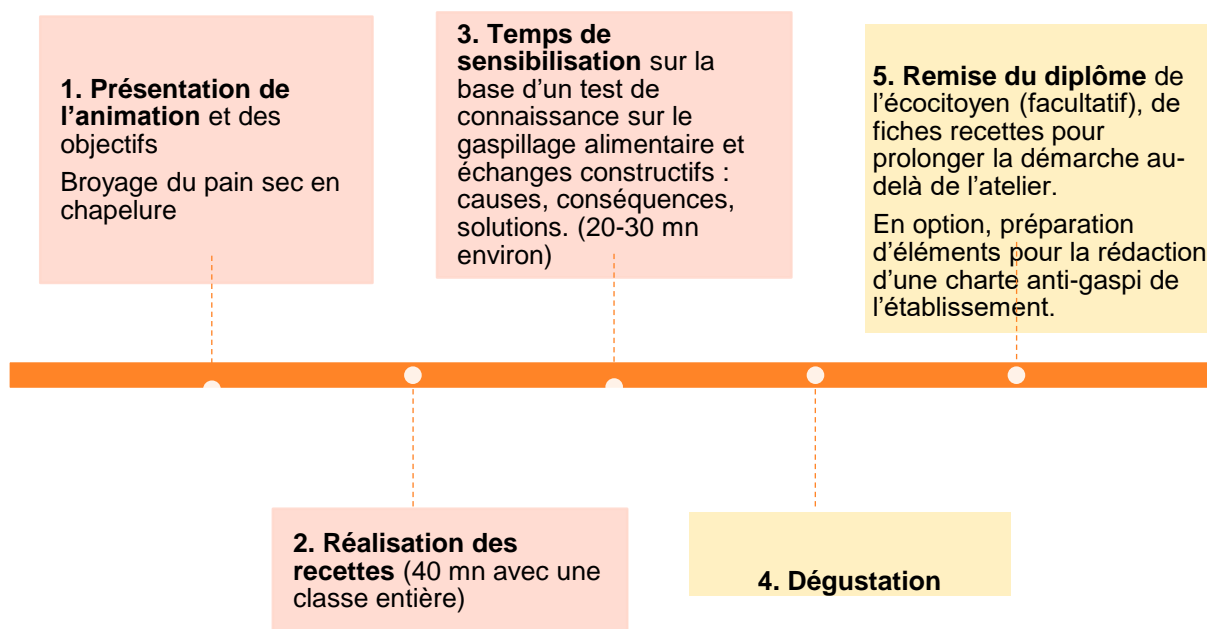 1. Présentation de
l’animation et des
objectifs
Broyage du pain sec en
chapelure
2. Réalisation des
recettes (40 mn avec une
classe entière)
3. Temps de
sensibilisation sur la
base d’un test de
connaissance sur le
gaspillage alimentaire et
échanges constructifs :
causes, conséquences,
solutions. (20-30 mn
environ)
4. Dégustation
5. Remise du diplôme de
l’écocitoyen (facultatif), de
fiches recettes pour
prolonger la démarche au-
delà de l’atelier.
En option, préparation
d’éléments pour la rédaction
d’une charte anti-gaspi de
l’établissement.